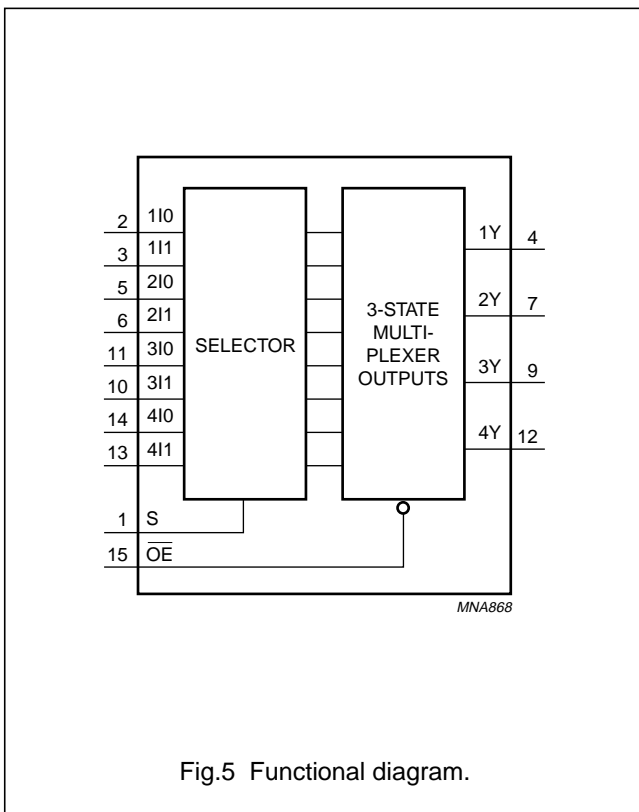 2 1I0
3 1I1
5 2I0
6 2I1
11 3I0
10 3I1
14 4I0
13 4I1
1 S
15 OE
SELECTOR
3-STATE
MULTI-
PLEXER
OUTPUTS
1Y 4
2Y 7
3Y 9
4Y 12
MNA868
Fig.5 Functional diagram.